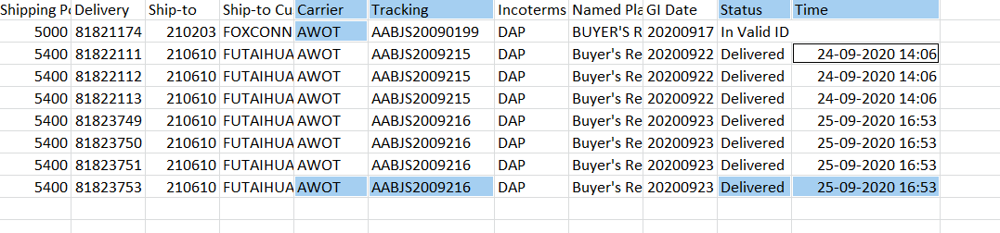 Shipping Po Delivery Ship-to Ship-to Cu Carrier Tracking Incoterms Named Pla GI Date Status Time
5000 81821174 210203 FOXCONN AWOT AABJS20090199 DAP BUYER'S R 20200917 In Valid ID
5400 81822111 210610 FUTAIHUA AWOT AABJS2009215 DAP Buyer's Re 20200922 Delivered 24-09-2020 14:06
5400 81822112 210610 FUTAIHUA AWOT AABJS2009215 DAP Buyer's Re 20200922 Delivered 24-09-2020 14:06
5400 81822113 210610 FUTAIHUA AWOT AABJS2009215 DAP Buyer's Re 20200922 Delivered 24-09-2020 14:06
5400 81823749 210610 FUTAIHUA AWOT AABJS2009216 DAP Buyer's Re 20200923 Delivered 25-09-2020 16:53
5400 81823750 210610 FUTAIHUA AWOT AABJS2009216 DAP Buyer's Re 20200923 Delivered 25-09-2020 16:53
5400 81823751 210610 FUTAIHUA AWOT AABJS2009216 DAP Buyer's Re 20200923 Delivered 25-09-2020 16:53
5400 81823753 210610 FUTAIHUA AWOT AABJS2009216 DAP Buyer's Re 20200923 Delivered 25-09-2020 16:53